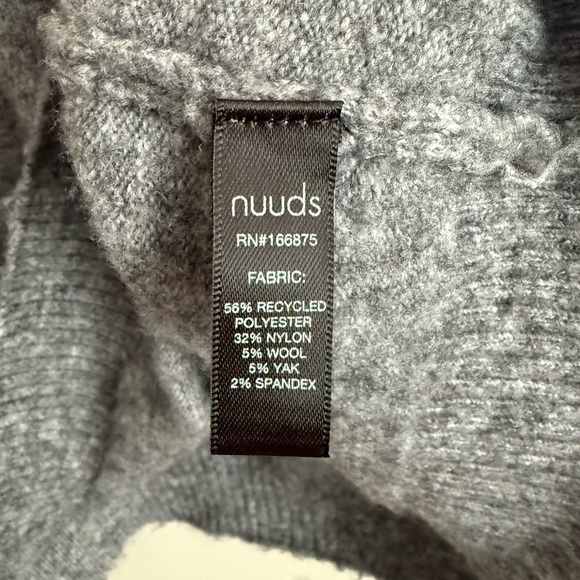 nuuds
RN#166875
FABRIC:
56% RECYCLED
POLYESTER
32% NYLON
5% WOOL
5% YAK
2% SPANDEX